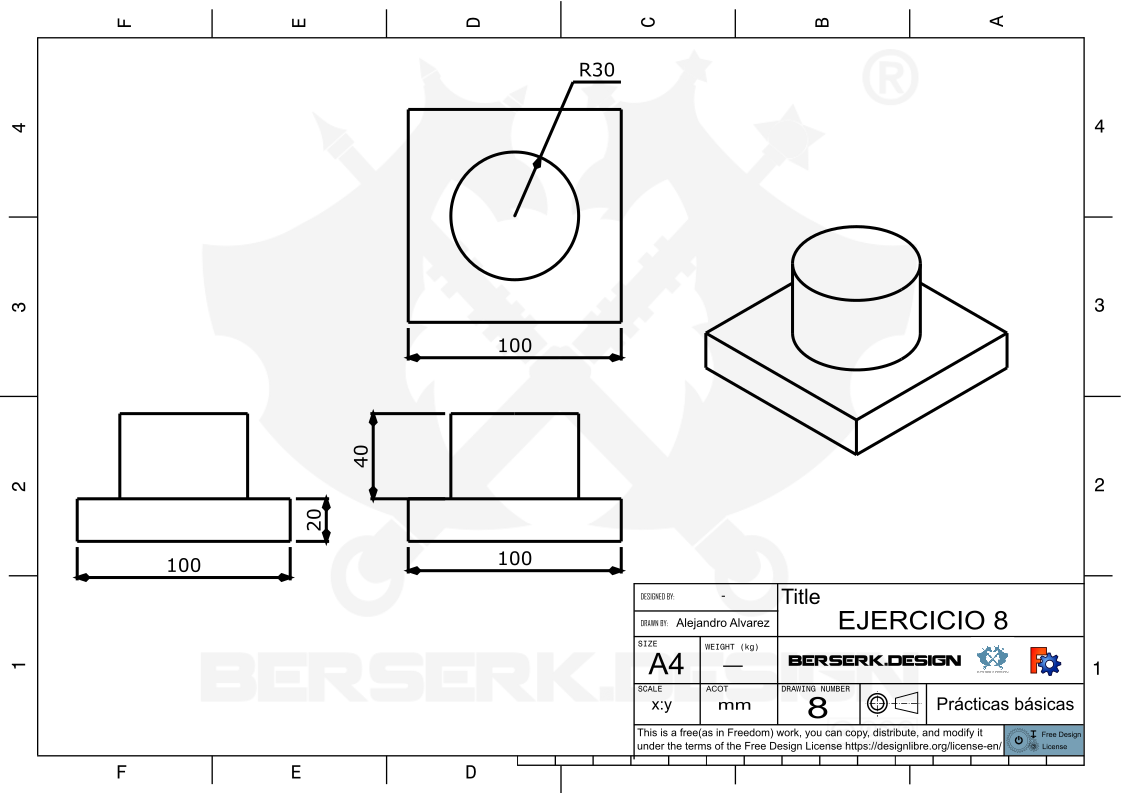 F E D C B A
R30
®
4 4
100
3 3
40
20
2 2
100
100
DESIGNED BY: -
Title
EJERCICIO 8
DRAWN BY: Alejandro Alvarez
SIZE
A4
WEIGHT (kg)
—
BERSERK.DESIGN
1 1
BERSERK.DESIGN
SCALE
x:y
ACOT
mm
DRAWING NUMBER
8
Prácticas básicas
This is a free(as in Freedom) work, you can copy, distribute, and modify it
under the terms of the Free Design License https://designlibre.org/license-en/
Free Design
License
F E D